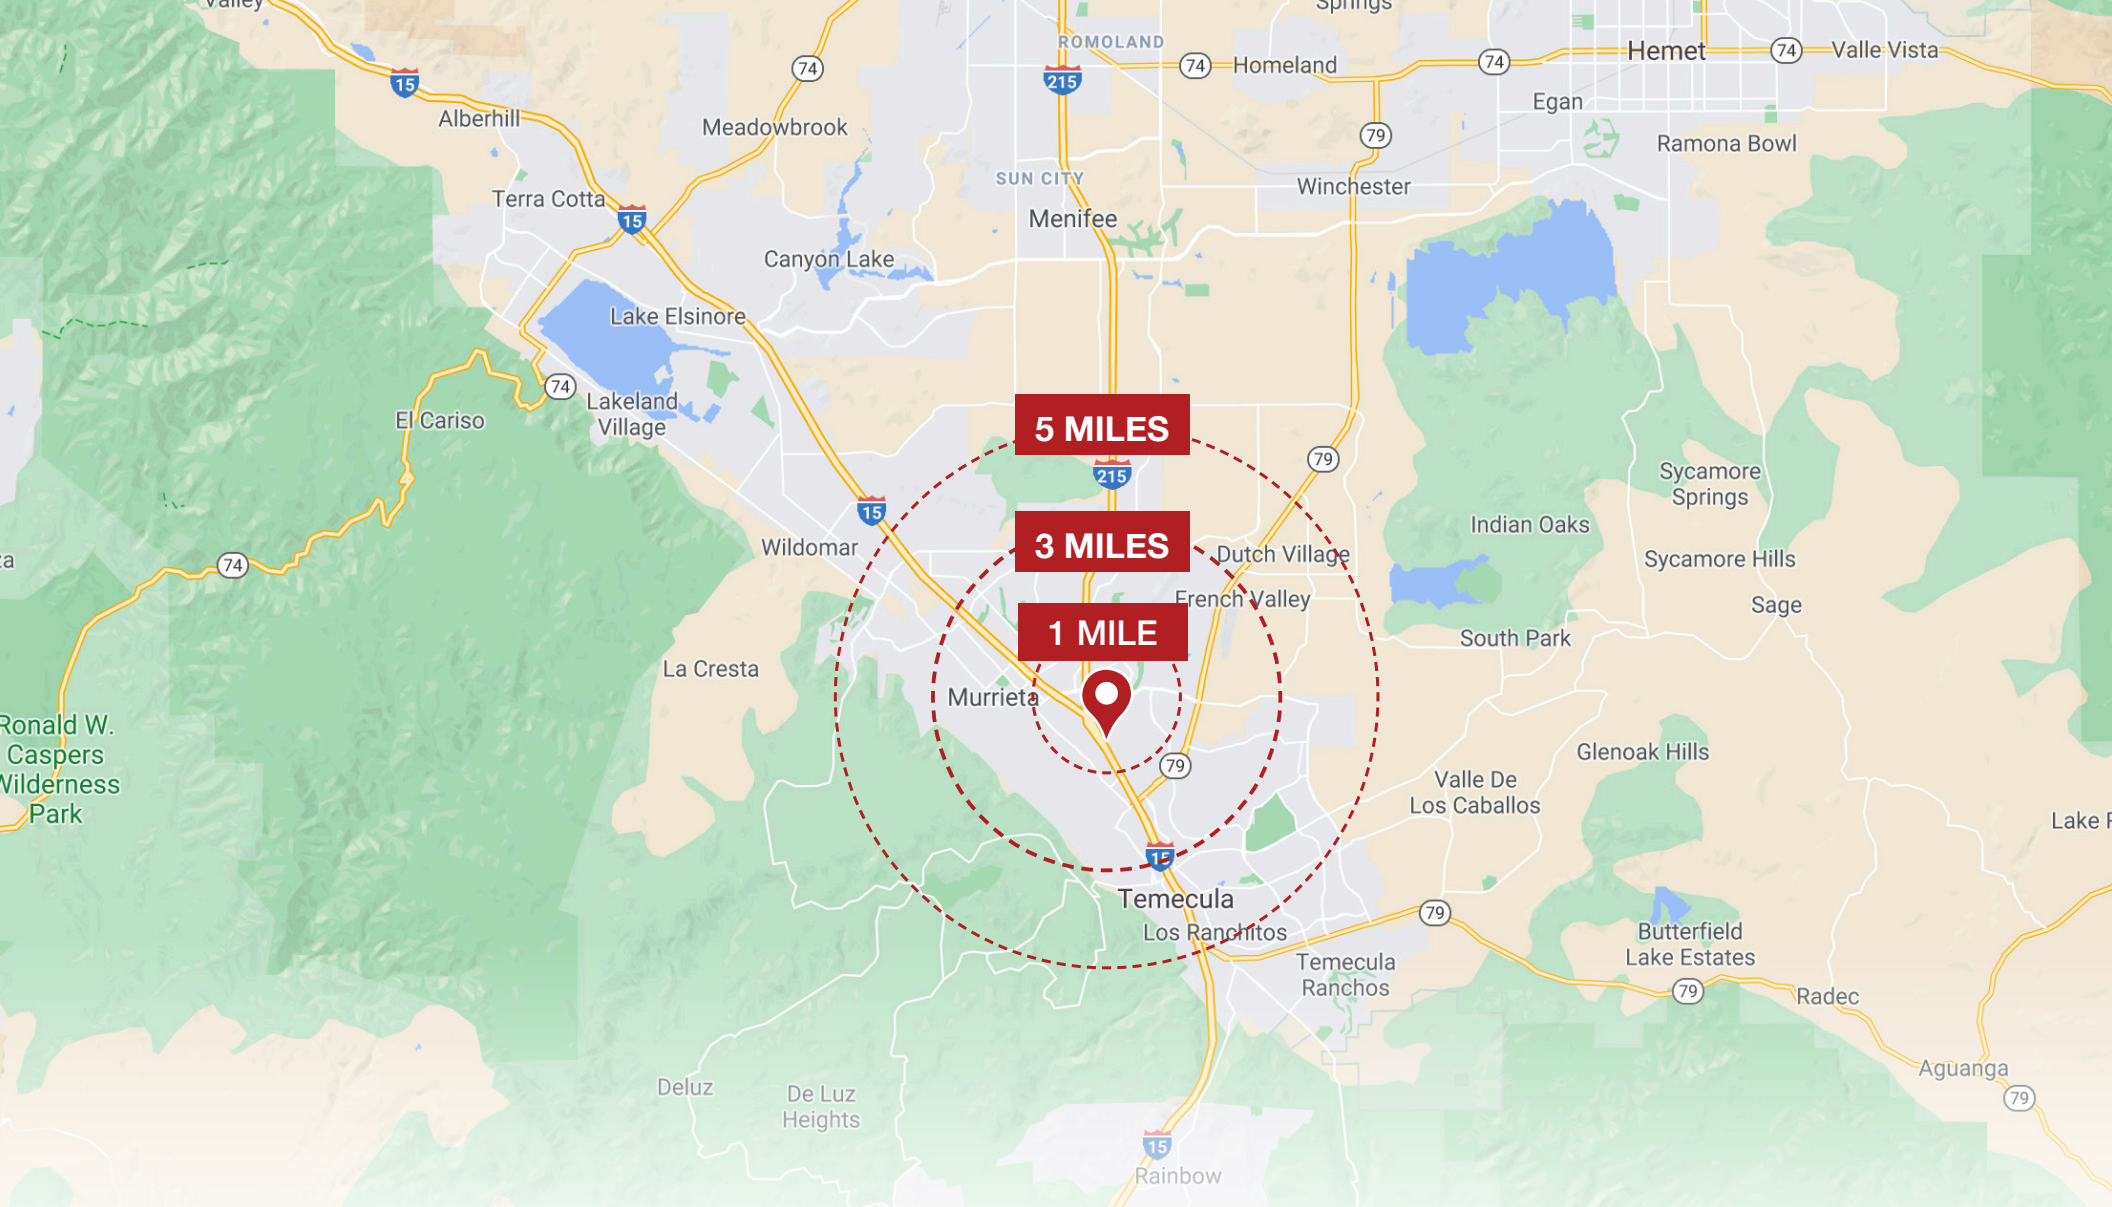 Valley
Springs
ROMOLAND
Hemet
74
Valle Vista
74
74
Homeland
74
15
215
Egan
Alberhill
Meadowbrook
79
Ramona Bowl
SUN CITY
Winchester
Terra Cotta
15
Menifee
Canyon Lake
Lake Elsinore
74
Lakeland
Village
El Cariso
5 MILES
79
215
Sycamore
Springs
15
Indian Oaks
Wildomar
3 MILES
Dutch Village
Sycamore Hills
74
French Valley
Sage
1 MILE
South Park
La Cresta
Murrieta
Ronald W.
Caspers
Wilderness
Park
Glenoak Hills
79
Valle De
Los Caballos
Lake
15
Temecula
79
Los Ranchitos
Butterfield
Lake Estates
Temecula
Ranchos
79
Radec
Aguanga
79
Deluz
De Luz
Heights
15
Rainbow